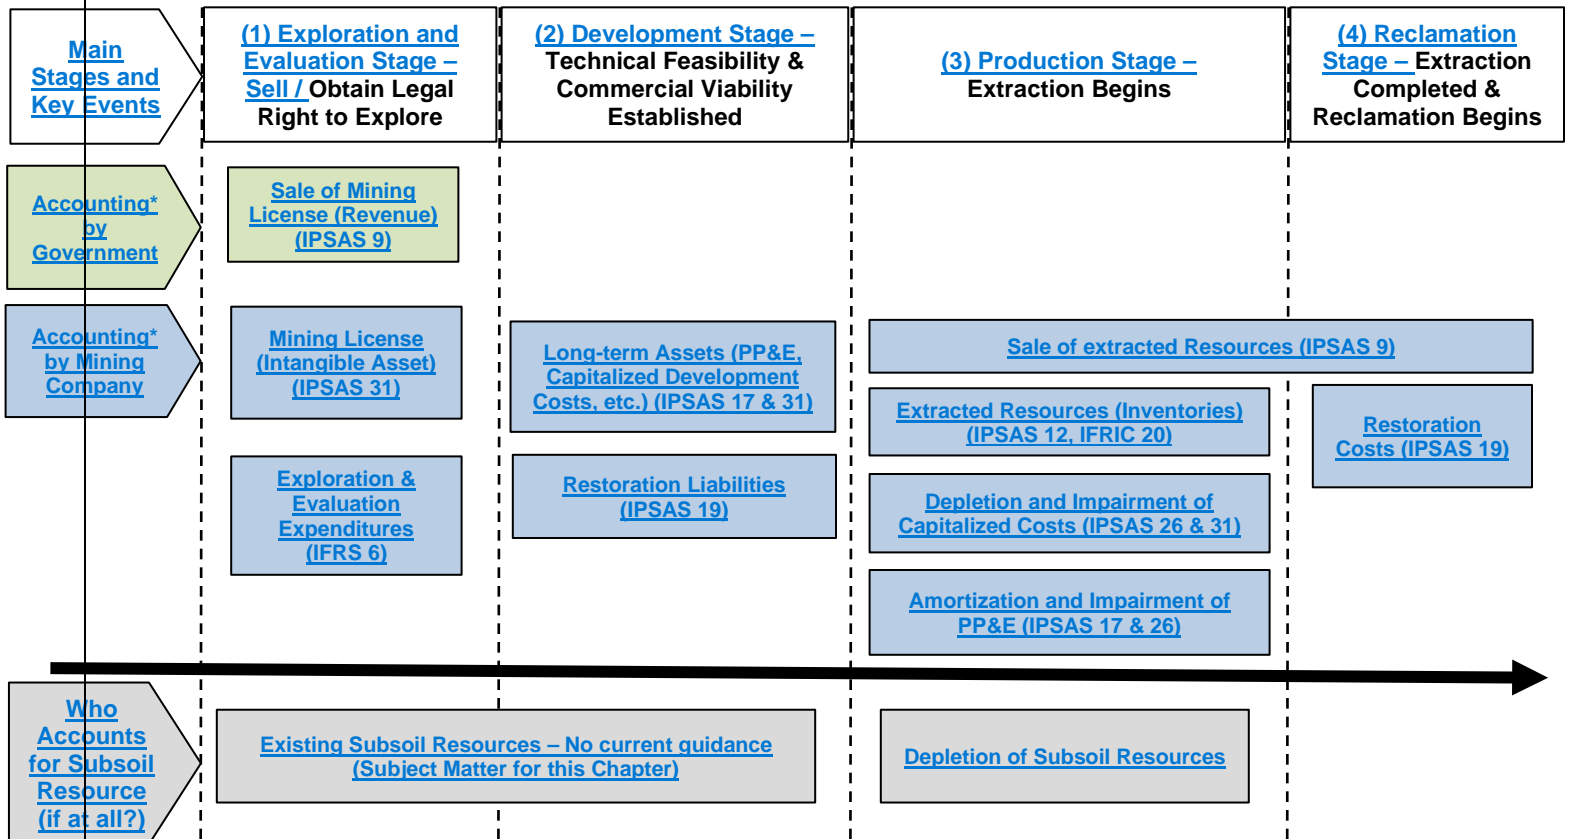 Main
Stages and
Key Events
(1) Exploration and
Evaluation Stage –
Sell / Obtain Legal
Right to Explore
(2) Development Stage –
Technical Feasibility &
Commercial Viability
Established
(3) Production Stage –
Extraction Begins
(4) Reclamation
Stage – Extraction
Completed &
Reclamation Begins
Accounting*
by
Government
Sale of Mining
License (Revenue)
(IPSAS 9)
Accounting*
by Mining
Company
Mining License
(Intangible Asset)
(IPSAS 31)
Exploration &
Evaluation
Expenditures
(IFRS 6)
Long-term Assets (PP&E,
Capitalized Development
Costs, etc.) (IPSAS 17 & 31)
Restoration Liabilities
(IPSAS 19)
Sale of extracted Resources (IPSAS 9)
Extracted Resources (Inventories)
(IPSAS 12, IFRIC 20)
Depletion and Impairment of
Capitalized Costs (IPSAS 26 & 31)
Amortization and Impairment of
PP&E (IPSAS 17 & 26)
Restoration
Costs (IPSAS 19)
Who
Accounts
for Subsoil
Resource
(if at all?)
Existing Subsoil Resources – No current guidance
(Subject Matter for this Chapter)
Depletion of Subsoil Resources